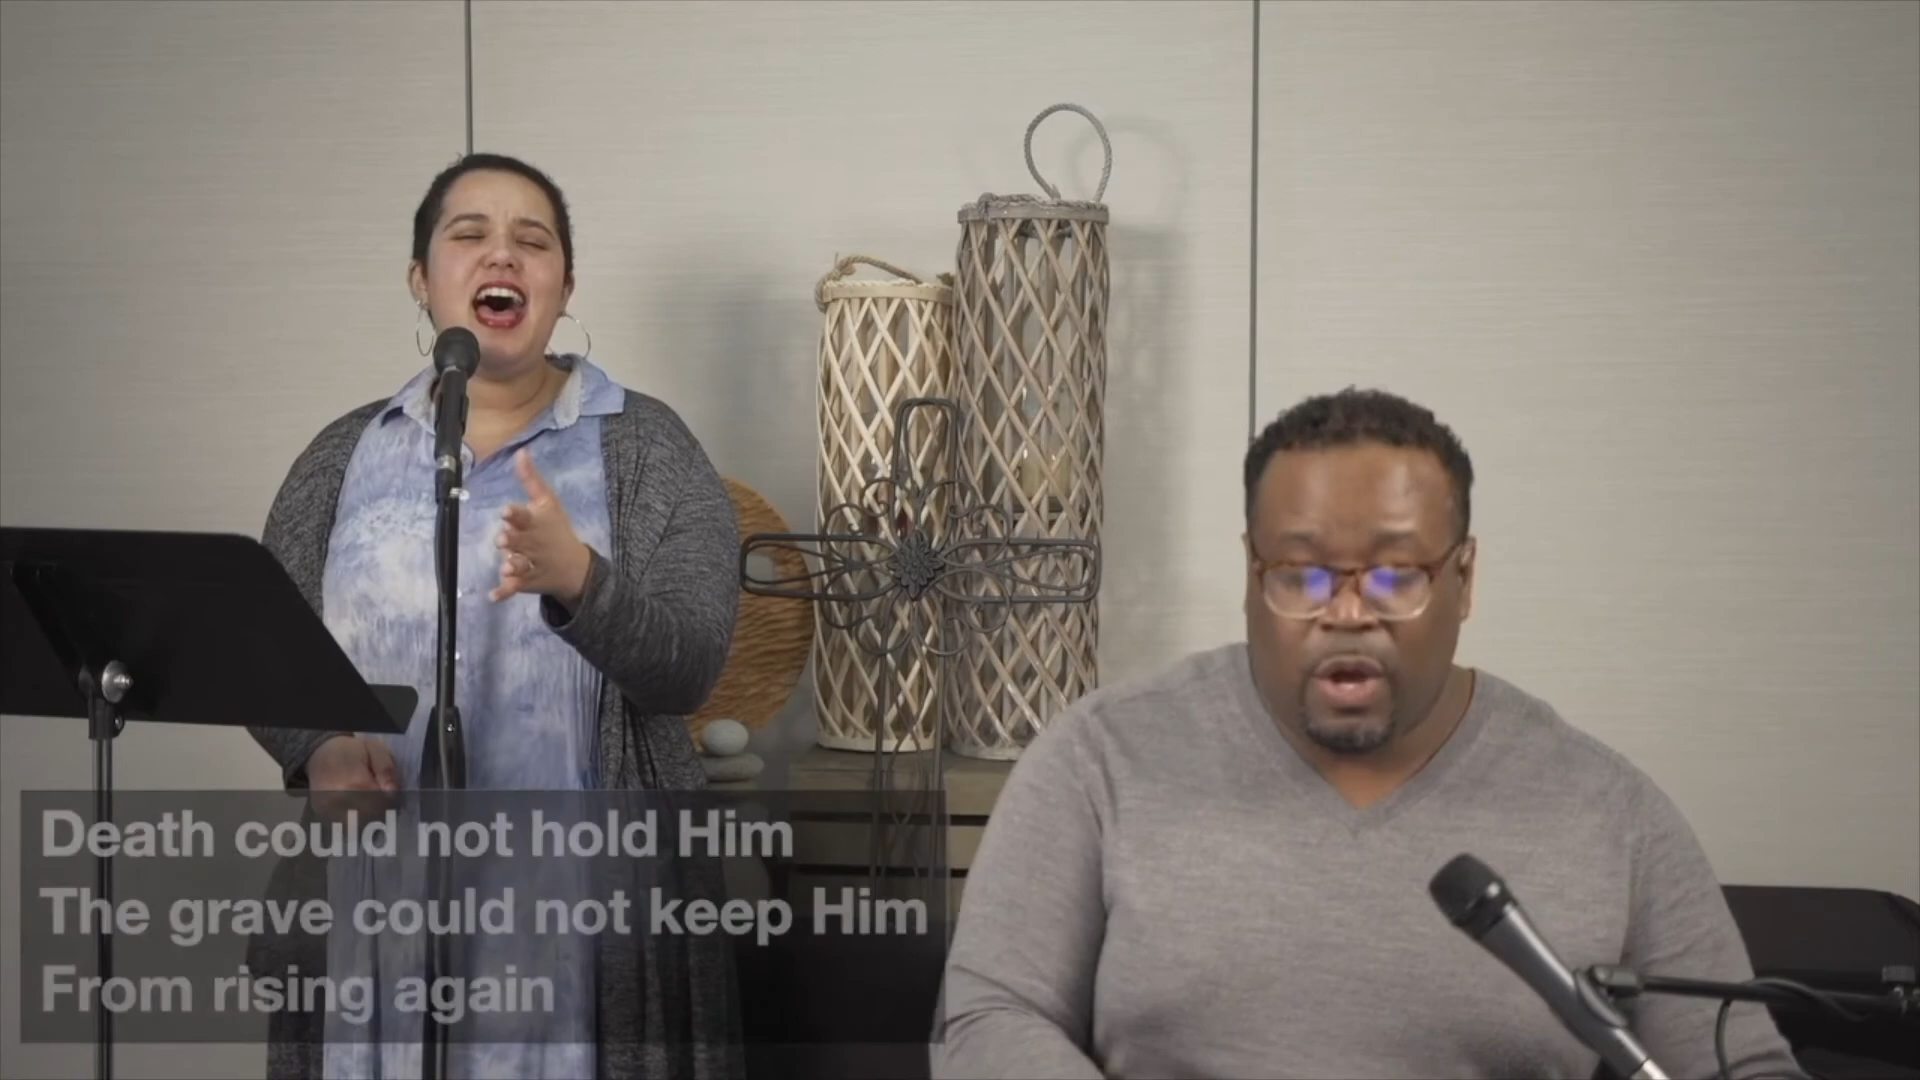 Death could not hold Him
The grave could not keep Him
From rising again